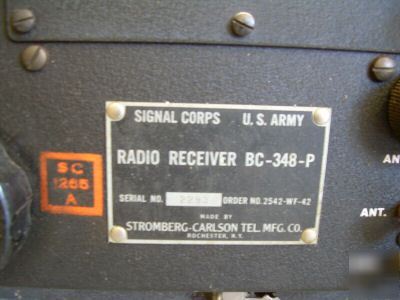 SIGNAL CORPS U.S. ARMY
RADIO RECEIVER BC-348-P
SERIAL NO. ORDER NO. 2542-WF-42
MADE BY
STROMBERG-CARLSON TEL. MFG. CO.
ROCHESTER, N.Y.
SC
1265
A
AN
ANT.